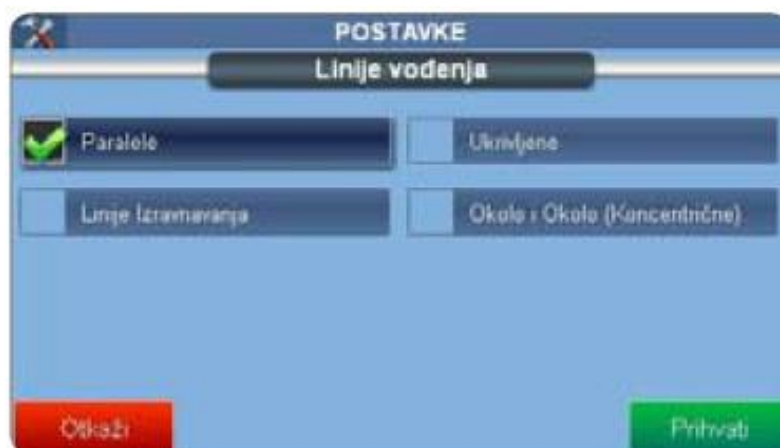 POSTAVKE
Linije vođenja
Paralele
Ukrivljene
Linije Izravnavanja
Okolo i Okolo (Koncentrične)
Otkaži
Prihvati